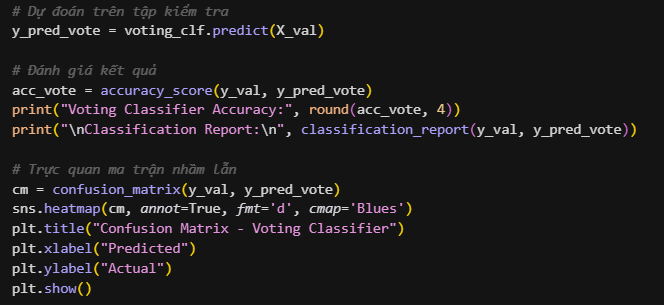 # Dự đoán trên tập kiểm tra
y_pred_vote = voting_clf.predict(X_val)
# Đánh giá kết quả
acc_vote = accuracy_score(y_val, y_pred_vote)
print("Voting Classifier Accuracy:", round(acc_vote, 4))
print("\nClassification Report:\n", classification_report(y_val, y_pred_vote))
# Trực quan ma trận nhầm lẫn
cm = confusion_matrix(y_val, y_pred_vote)
sns.heatmap(cm, annot=True, fmt='d', cmap='Blues')
plt.title("Confusion Matrix - Voting Classifier")
plt.xlabel("Predicted")
plt.ylabel("Actual")
plt.show()